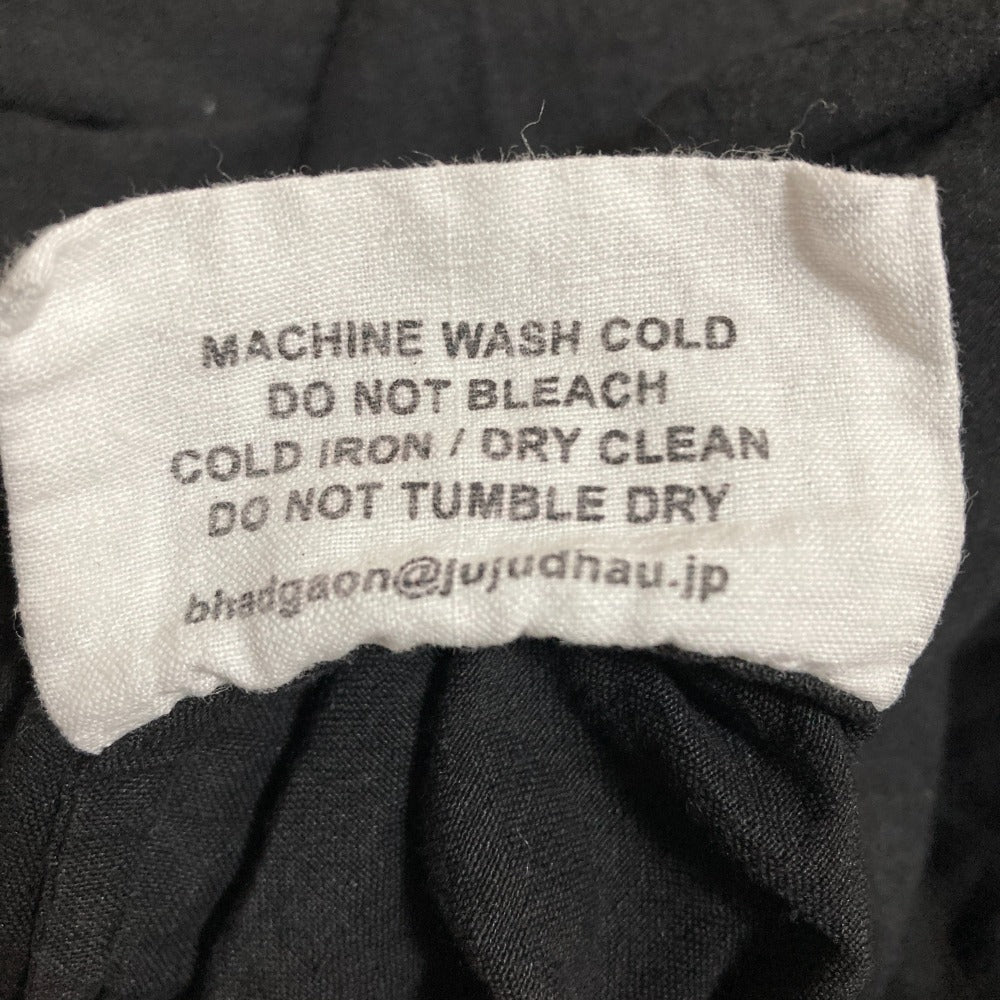 MACHINE WASH COLD
DO NOT BLEACH
COLD IRON / DRY CLEAN
DO NOT TUMBLE DRY
bhadgaon@jujudhau.jp